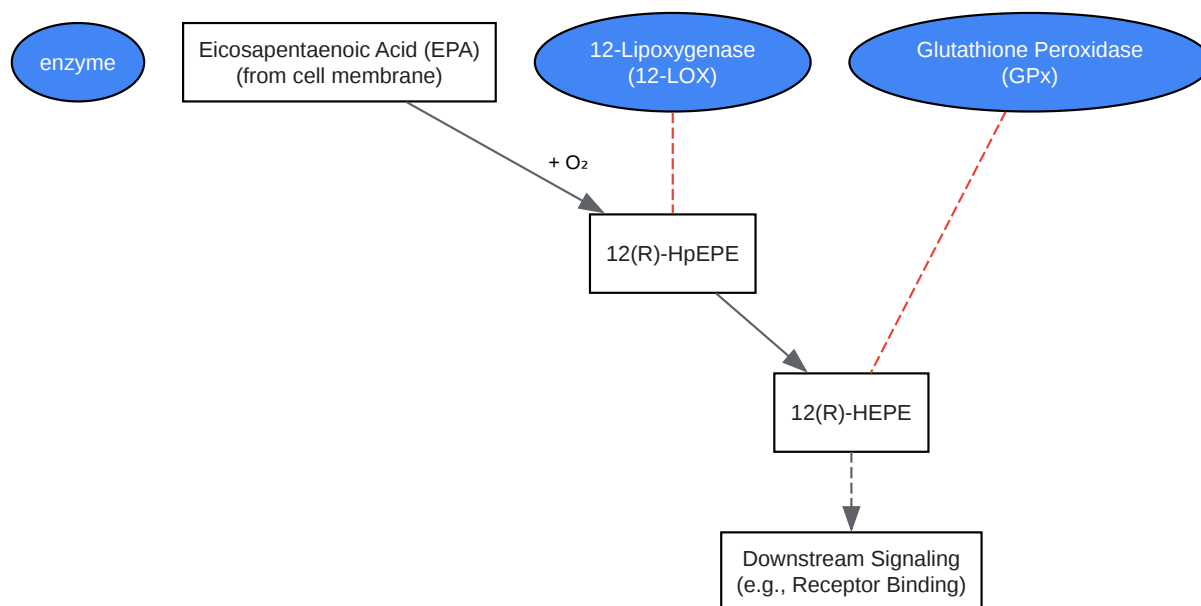 enzyme
Eicosapentaenoic Acid (EPA)
(from cell membrane)
12-Lipoxygenase
(12-LOX)
Glutathione Peroxidase
(GPx)
+ O₂
12(R)-HpEPE
12(R)-HEPE
Downstream Signaling
(e.g., Receptor Binding)